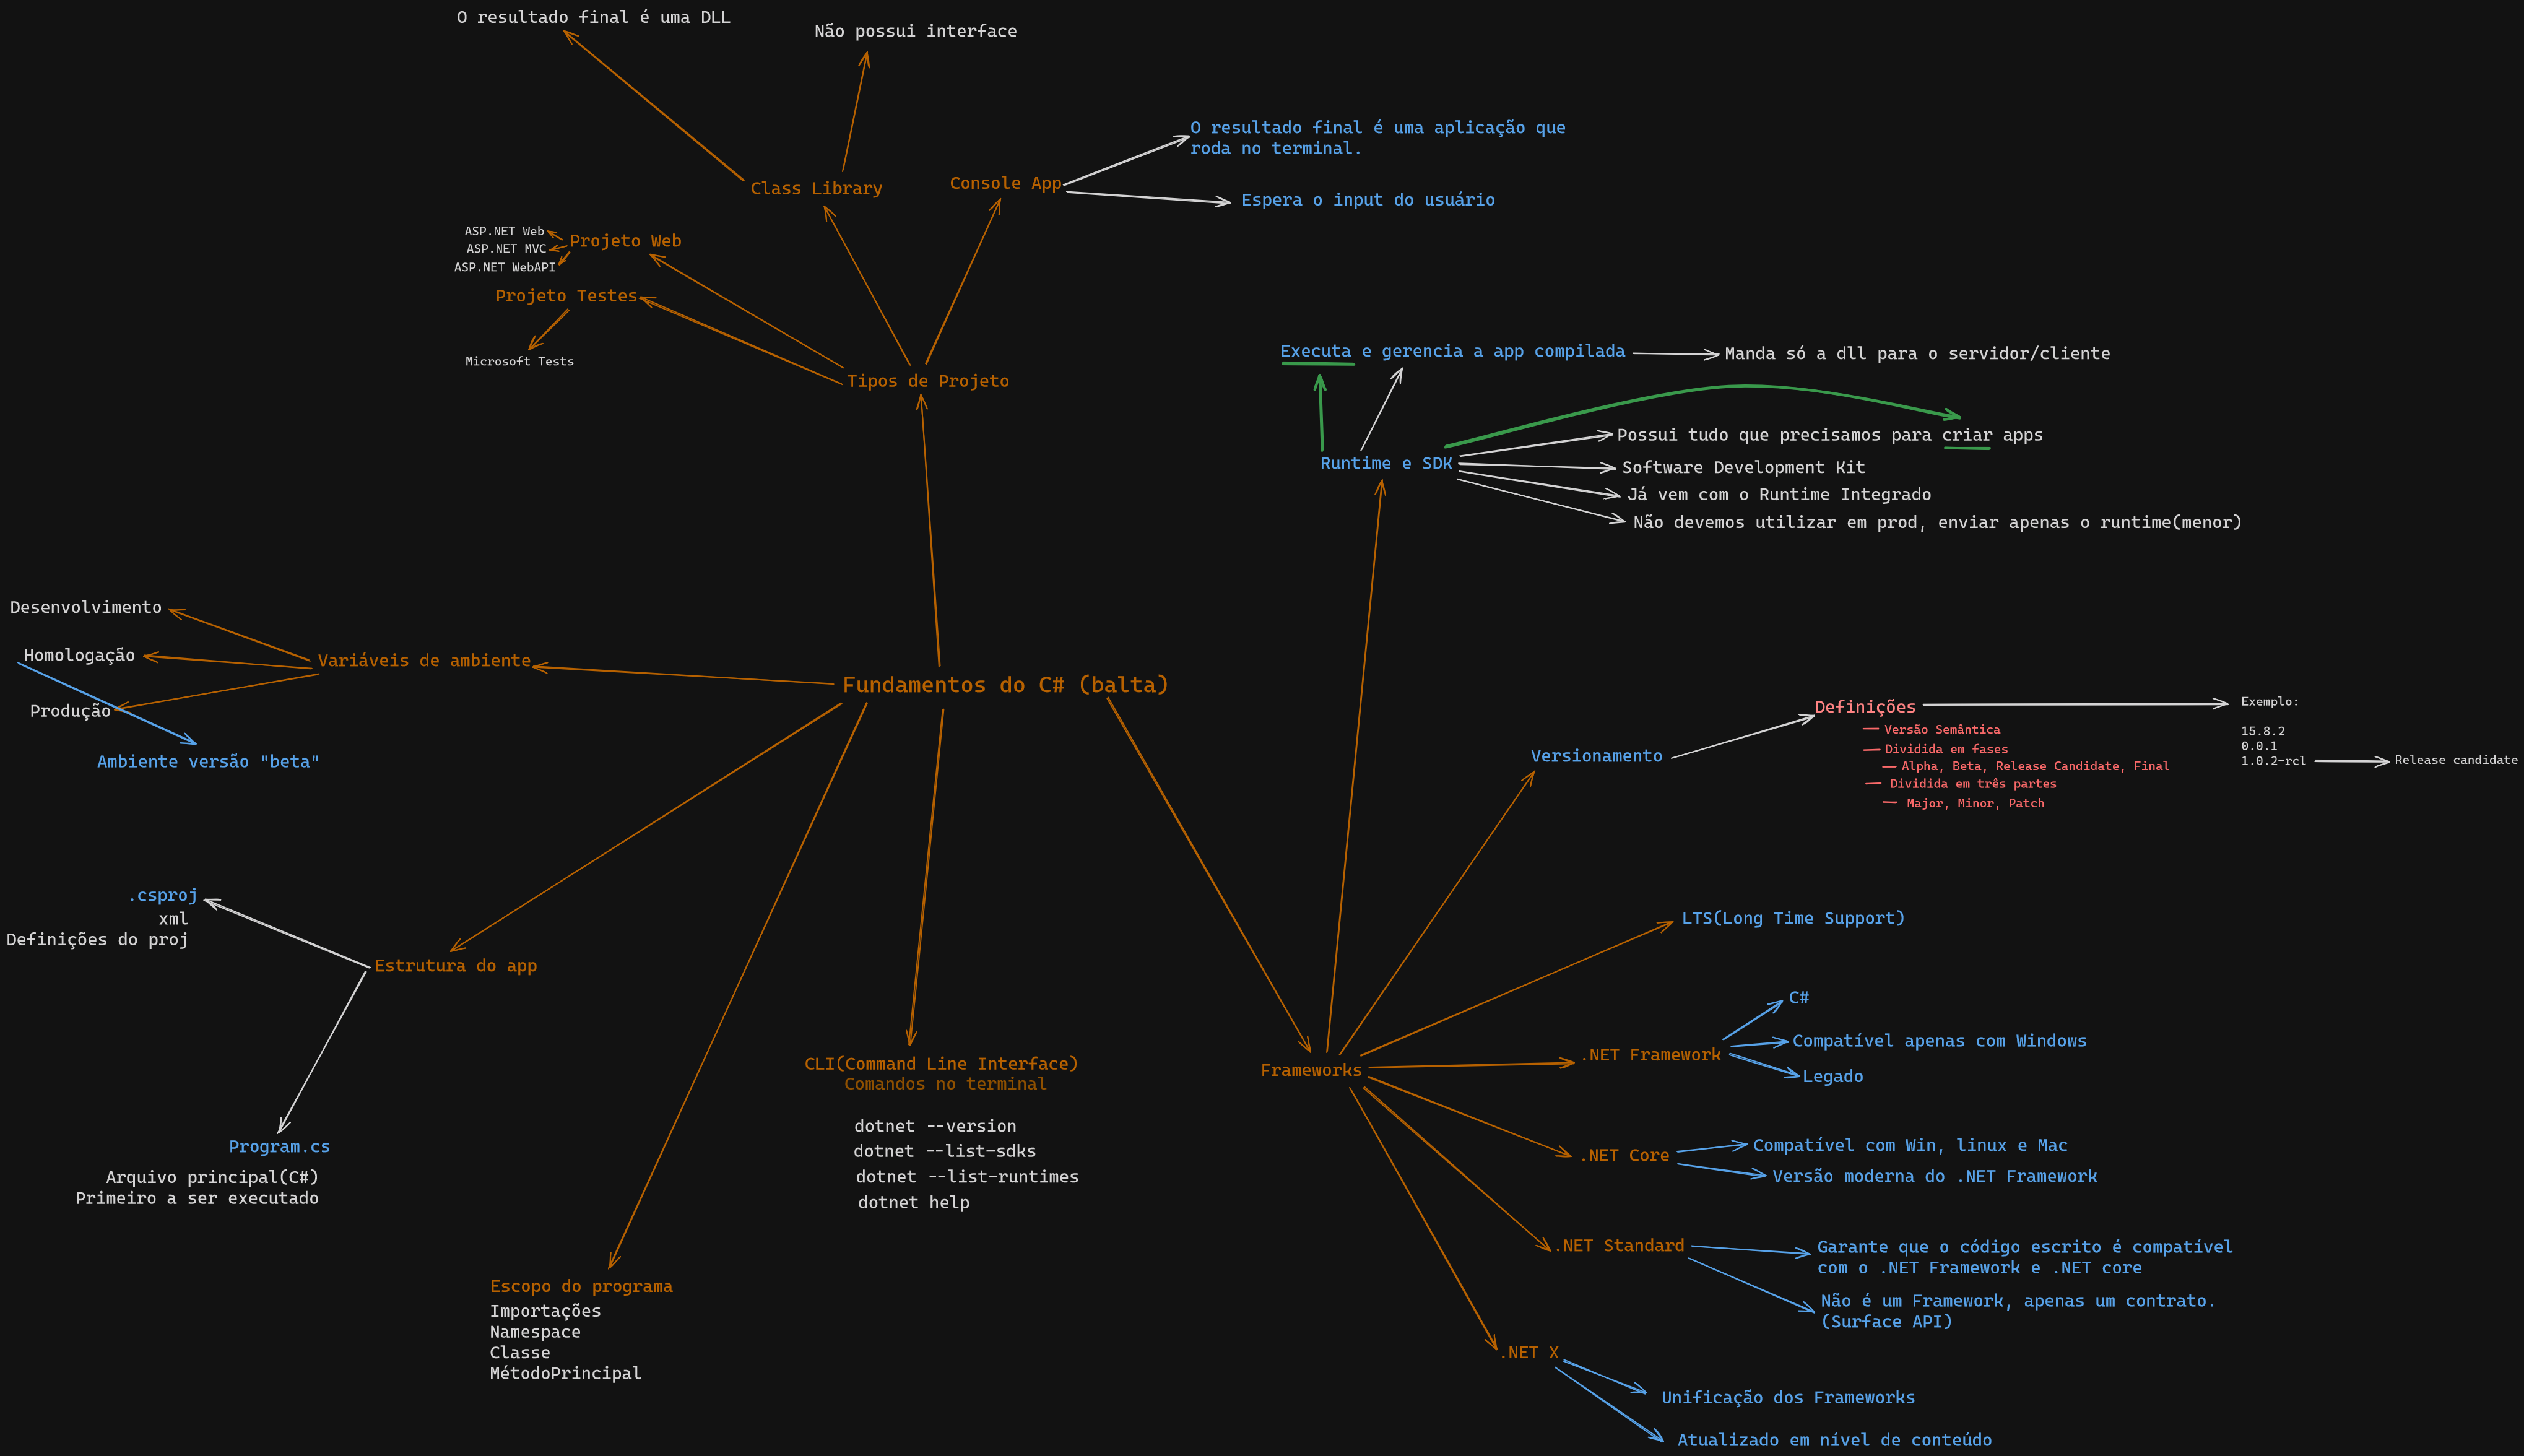 O resultado final é uma DLL
Não possui interface
O resultado final é uma aplicação que
roda no terminal.
Class Library
Console App
Espera o input do usuário
ASP.NET Web
ASP.NET MVC
ASP.NET WebAPI
Projeto Web
Projeto Testes
Microsoft Tests
Tipos de Projeto
Executa e gerencia a app compilada
Manda só a dll para o servidor/cliente
Runtime e SDK
Possui tudo que precisamos para criar apps
Software Development Kit
Já vem com o Runtime Integrado
Não devemos utilizar em prod, enviar apenas o runtime(menor)
Desenvolvimento
Homologação
Produção
Variáveis de ambiente
Ambiente versão "beta"
Fundamentos do C# (balta)
Versionamento
Definições
— Versão Semântica
— Dividida em fases
— Alpha, Beta, Release Candidate, Final
— Dividida em três partes
— Major, Minor, Patch
Exemplo:
15.8.2
0.0.1
1.0.2-rcl
Release candidate
.csproj
xml
Definições do proj
Estrutura do app
Program.cs
Arquivo principal(C#)
Primeiro a ser executado
CLI(Command Line Interface)
Comandos no terminal
dotnet --version
dotnet --list-sdks
dotnet --list-runtimes
dotnet help
Escopo do programa
Importações
Namespace
Classe
MétodoPrincipal
Frameworks
LTS(Long Time Support)
.NET Framework
C#
Compatível apenas com Windows
Legado
.NET Core
Compatível com Win, linux e Mac
Versão moderna do .NET Framework
.NET Standard
Garante que o código escrito é compatível
com o .NET Framework e .NET core
Não é um Framework, apenas um contrato.
(Surface API)
.NET X
Unificação dos Frameworks
Atualizado em nível de conteúdo